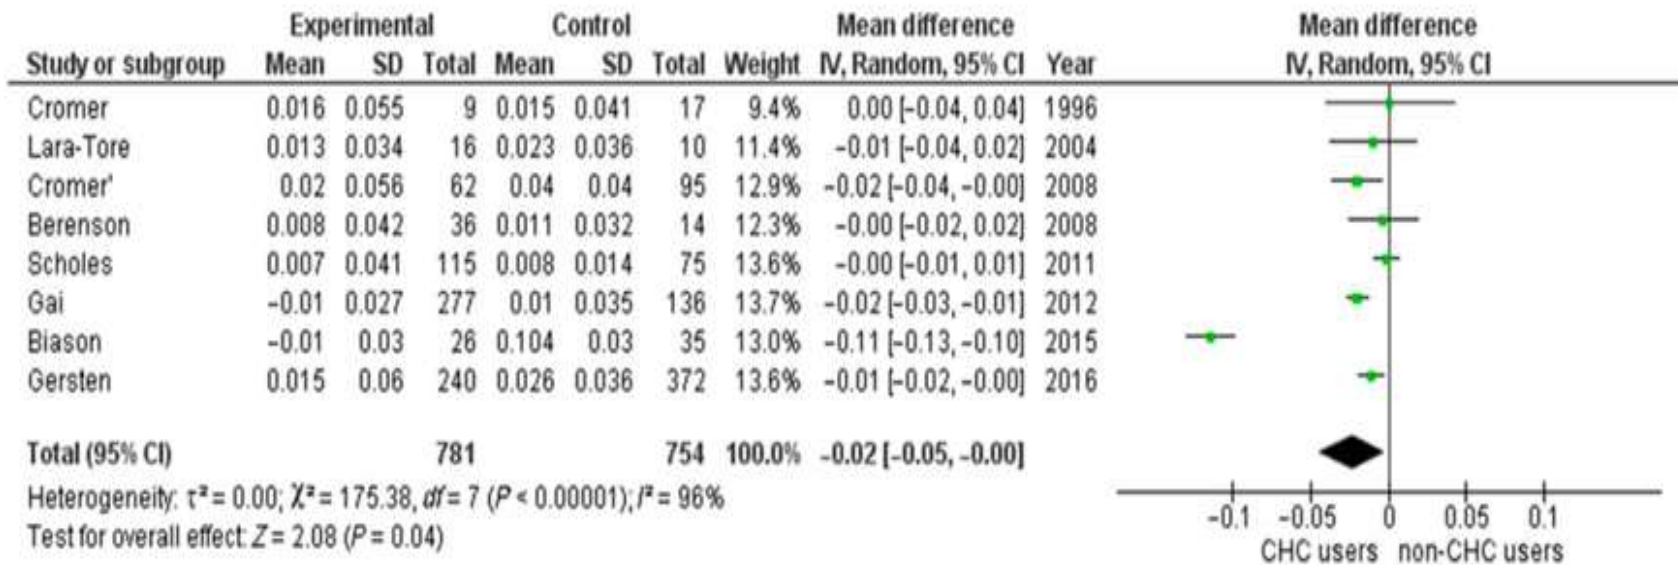 Experimental Control Mean difference Mean difference
Study or subgroup Mean SD Total Mean SD Total Weight IV, Random, 95% CI Year IV, Random, 95% CI
Cromer 0.016 0.055 9 0.015 0.041 17 9.4% 0.00 [−0.04, 0.04] 1996
Lara-Tore 0.013 0.034 16 0.023 0.036 10 11.4% −0.01 [−0.04, 0.02] 2004
Cromer' 0.02 0.056 62 0.04 0.04 95 12.9% −0.02 [−0.04, −0.00] 2008
Berenson 0.008 0.042 36 0.011 0.032 14 12.3% −0.00 [−0.02, 0.02] 2008
Scholes 0.007 0.041 115 0.008 0.014 75 13.6% −0.00 [−0.01, 0.01] 2011
Gai −0.01 0.027 277 0.01 0.035 136 13.7% −0.02 [−0.03, −0.01] 2012
Biason −0.01 0.03 26 0.104 0.03 35 13.0% −0.11 [−0.13, −0.10] 2015
Gersten 0.015 0.06 240 0.026 0.036 372 13.6% −0.01 [−0.02, −0.00] 2016
Total (95% CI) 781 754 100.0% −0.02 [−0.05, −0.00]
Heterogeneity: τ² = 0.00; χ² = 175.38, df = 7 (P < 0.00001); I² = 96%
Test for overall effect: Z = 2.08 (P = 0.04)
−0.1 −0.05 0 0.05 0.1
CHC users non-CHC users